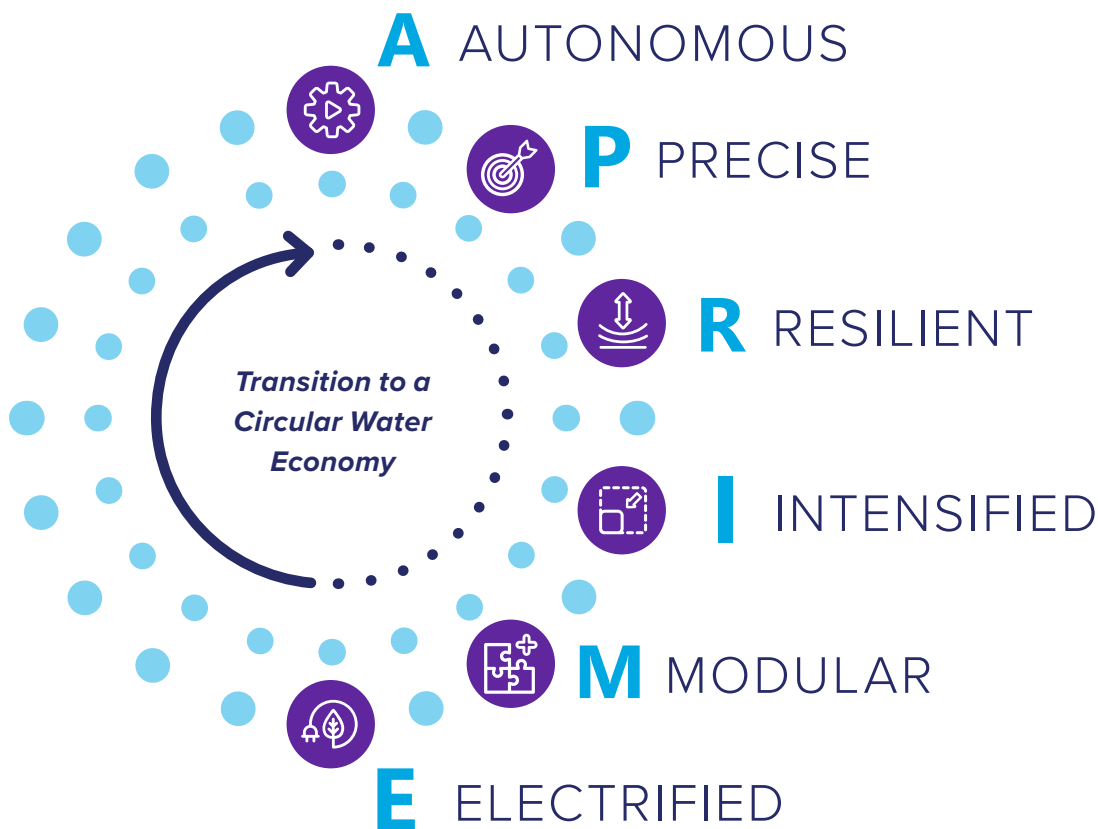 A AUTONOMOUS
P PRECISE
R RESILIENT
Transition to a
Circular Water
Economy
I INTENSIFIED
M MODULAR
E ELECTRIFIED